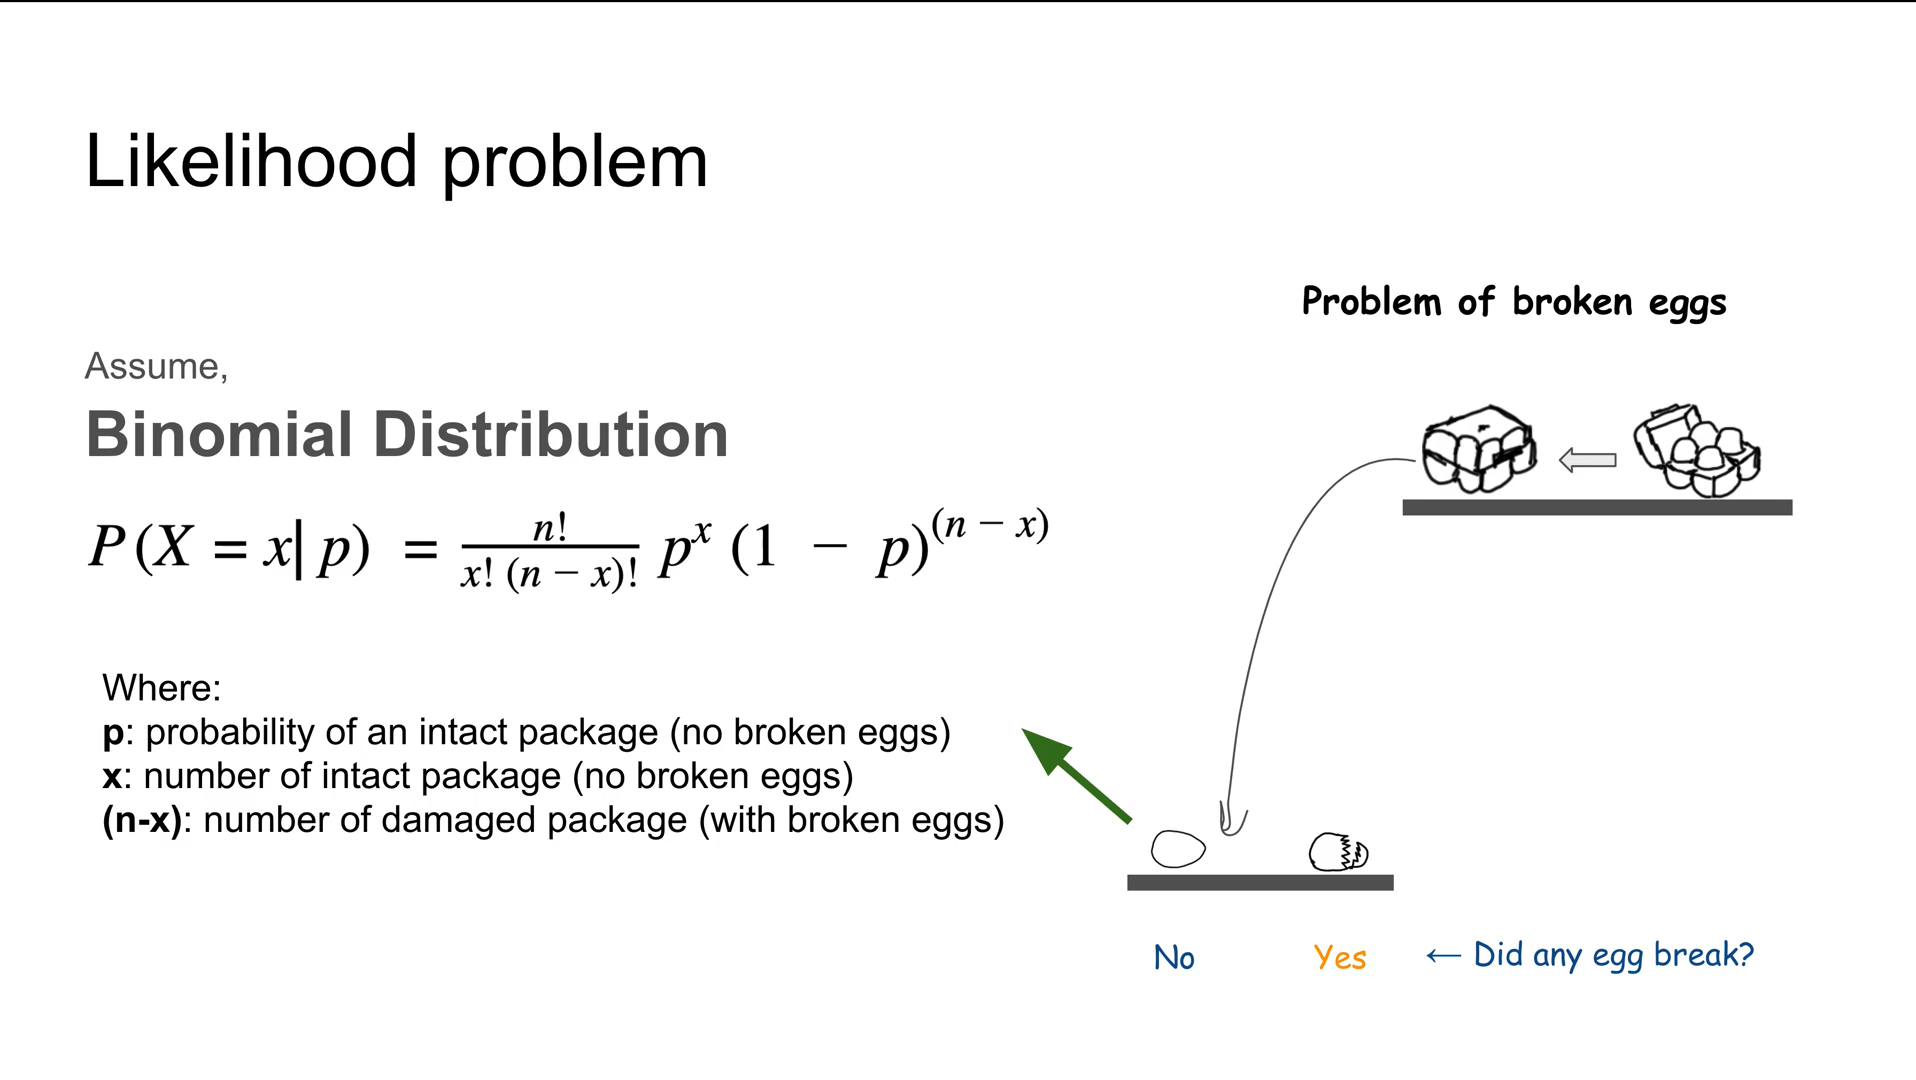 Likelihood problem
Problem of broken eggs
Assume,
Binomial Distribution
P(X = x| p) = n!/(x! (n − x)!) p^x (1 − p)^(n − x)
Where:
p: probability of an intact package (no broken eggs)
x: number of intact package (no broken eggs)
(n-x): number of damaged package (with broken eggs)
No Yes ← Did any egg break?